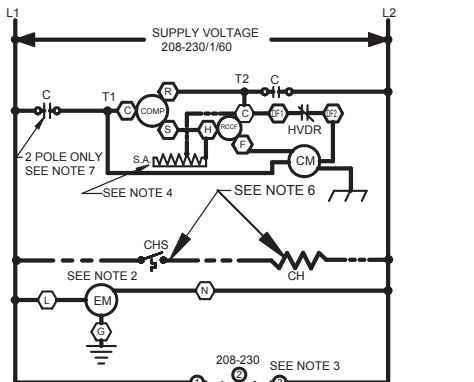 L1 L2
SUPPLY VOLTAGE
208-230/1/60
C T1 T2 C
R
C COMP C DF1 DF2
HVDR
S H RCCF
F
2 POLE ONLY
SEE NOTE 7
S.A.
CM
SEE NOTE 4
SEE NOTE 6
CHS
CH
SEE NOTE 2
L EM N
G
208-230
SEE NOTE 3
1 2 3